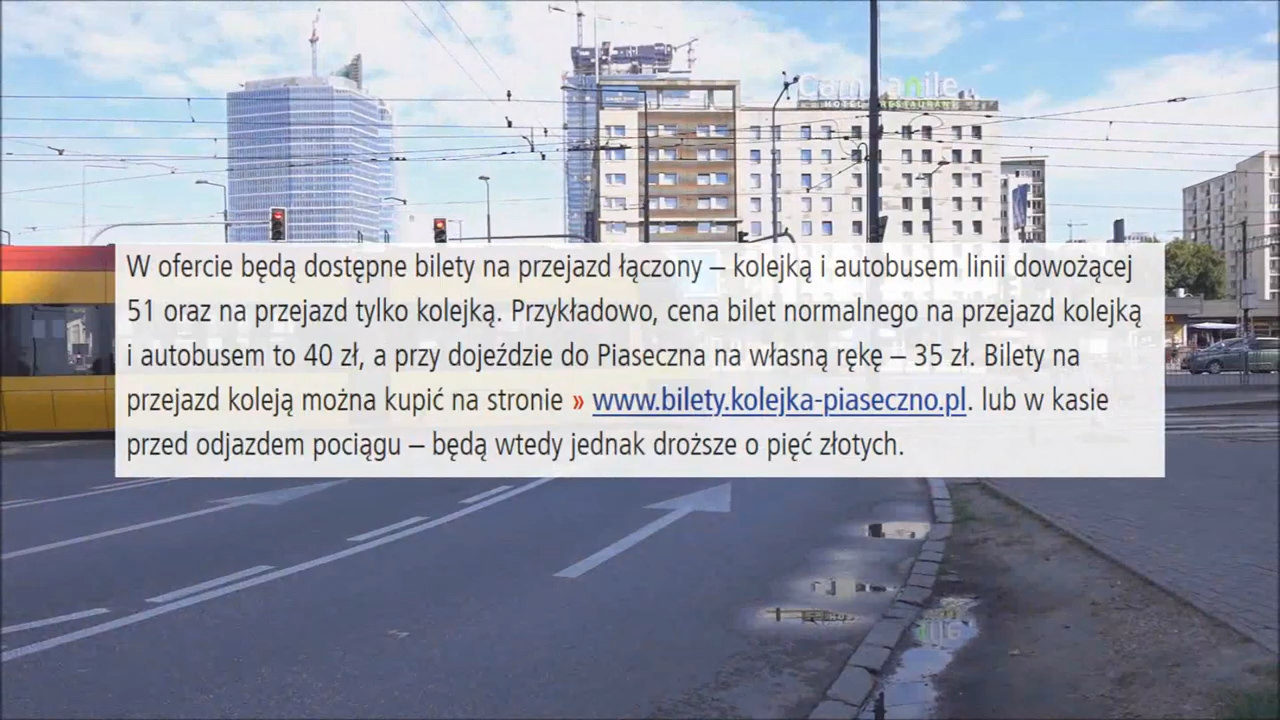 Campanile
HOTEL RESTAURANT
W ofercie będą dostępne bilety na przejazd łączony – kolejką i autobusem linii dowożącej
51 oraz na przejazd tylko kolejką. Przykładowo, cena bilet normalnego na przejazd kolejką
i autobusem to 40 zł, a przy dojeździe do Piaseczna na własną rękę – 35 zł. Bilety na
przejazd koleją można kupić na stronie » www.bilety.kolejka-piaseczno.pl. lub w kasie
przed odjazdem pociągu – będą wtedy jednak droższe o pięć złotych.